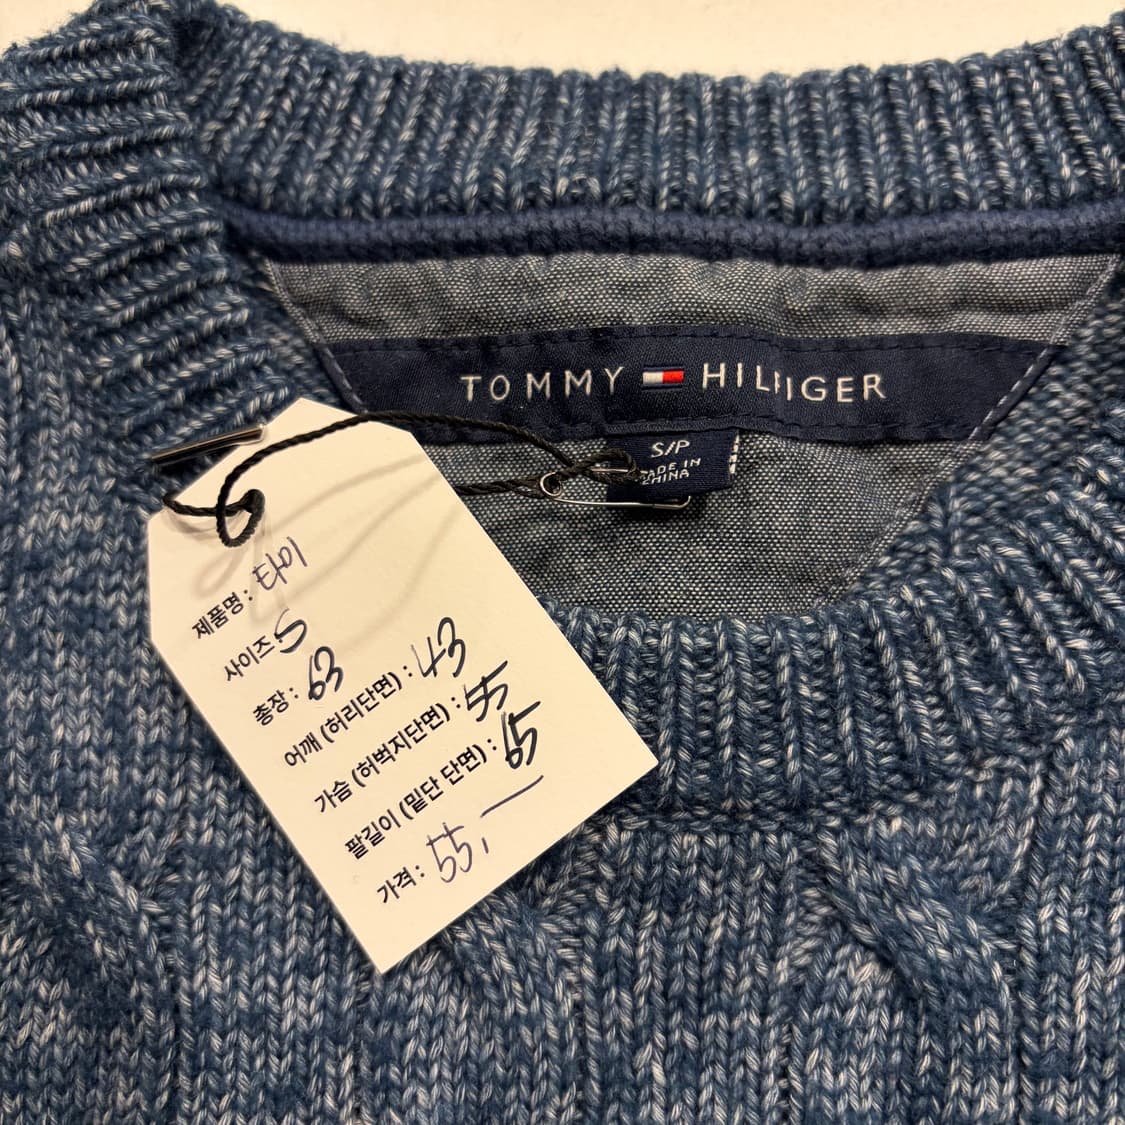 TOMMY HILFIGER
S/P
MADE IN
CHINA
제품명: 타이
사이즈 S
총장: 63
어깨 (허리단면) : 43
가슴 (허벅지단면) : 55
팔길이 (밑단 단면) : 65
가격: 55,—